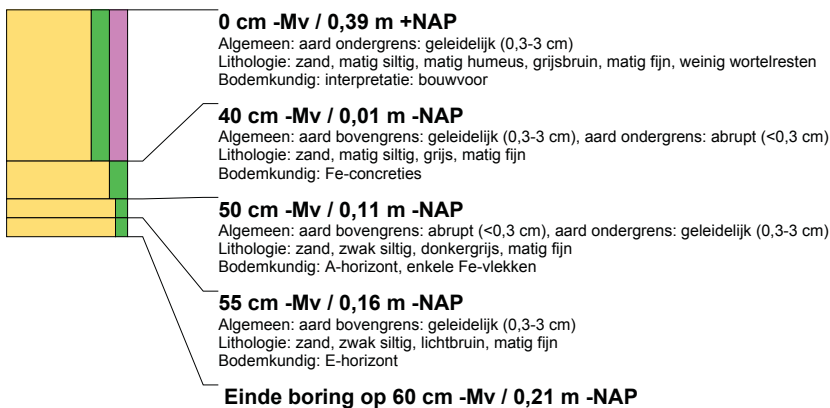 0 cm -Mv / 0,39 m +NAP
Algemeen: aard ondergrens: geleidelijk (0,3-3 cm)
Lithologie: zand, matig siltig, matig humeus, grijsbruin, matig fijn, weinig wortelresten
Bodemkundig: interpretatie: bouwvoor
40 cm -Mv / 0,01 m -NAP
Algemeen: aard bovengrens: geleidelijk (0,3-3 cm), aard ondergrens: abrupt (<0,3 cm)
Lithologie: zand, matig siltig, grijs, matig fijn
Bodemkundig: Fe-concreties
50 cm -Mv / 0,11 m -NAP
Algemeen: aard bovengrens: abrupt (<0,3 cm), aard ondergrens: geleidelijk (0,3-3 cm)
Lithologie: zand, zwak siltig, donkergrijs, matig fijn
Bodemkundig: A-horizont, enkele Fe-vlekken
55 cm -Mv / 0,16 m -NAP
Algemeen: aard bovengrens: geleidelijk (0,3-3 cm)
Lithologie: zand, zwak siltig, lichtbruin, matig fijn
Bodemkundig: E-horizont
Einde boring op 60 cm -Mv / 0,21 m -NAP